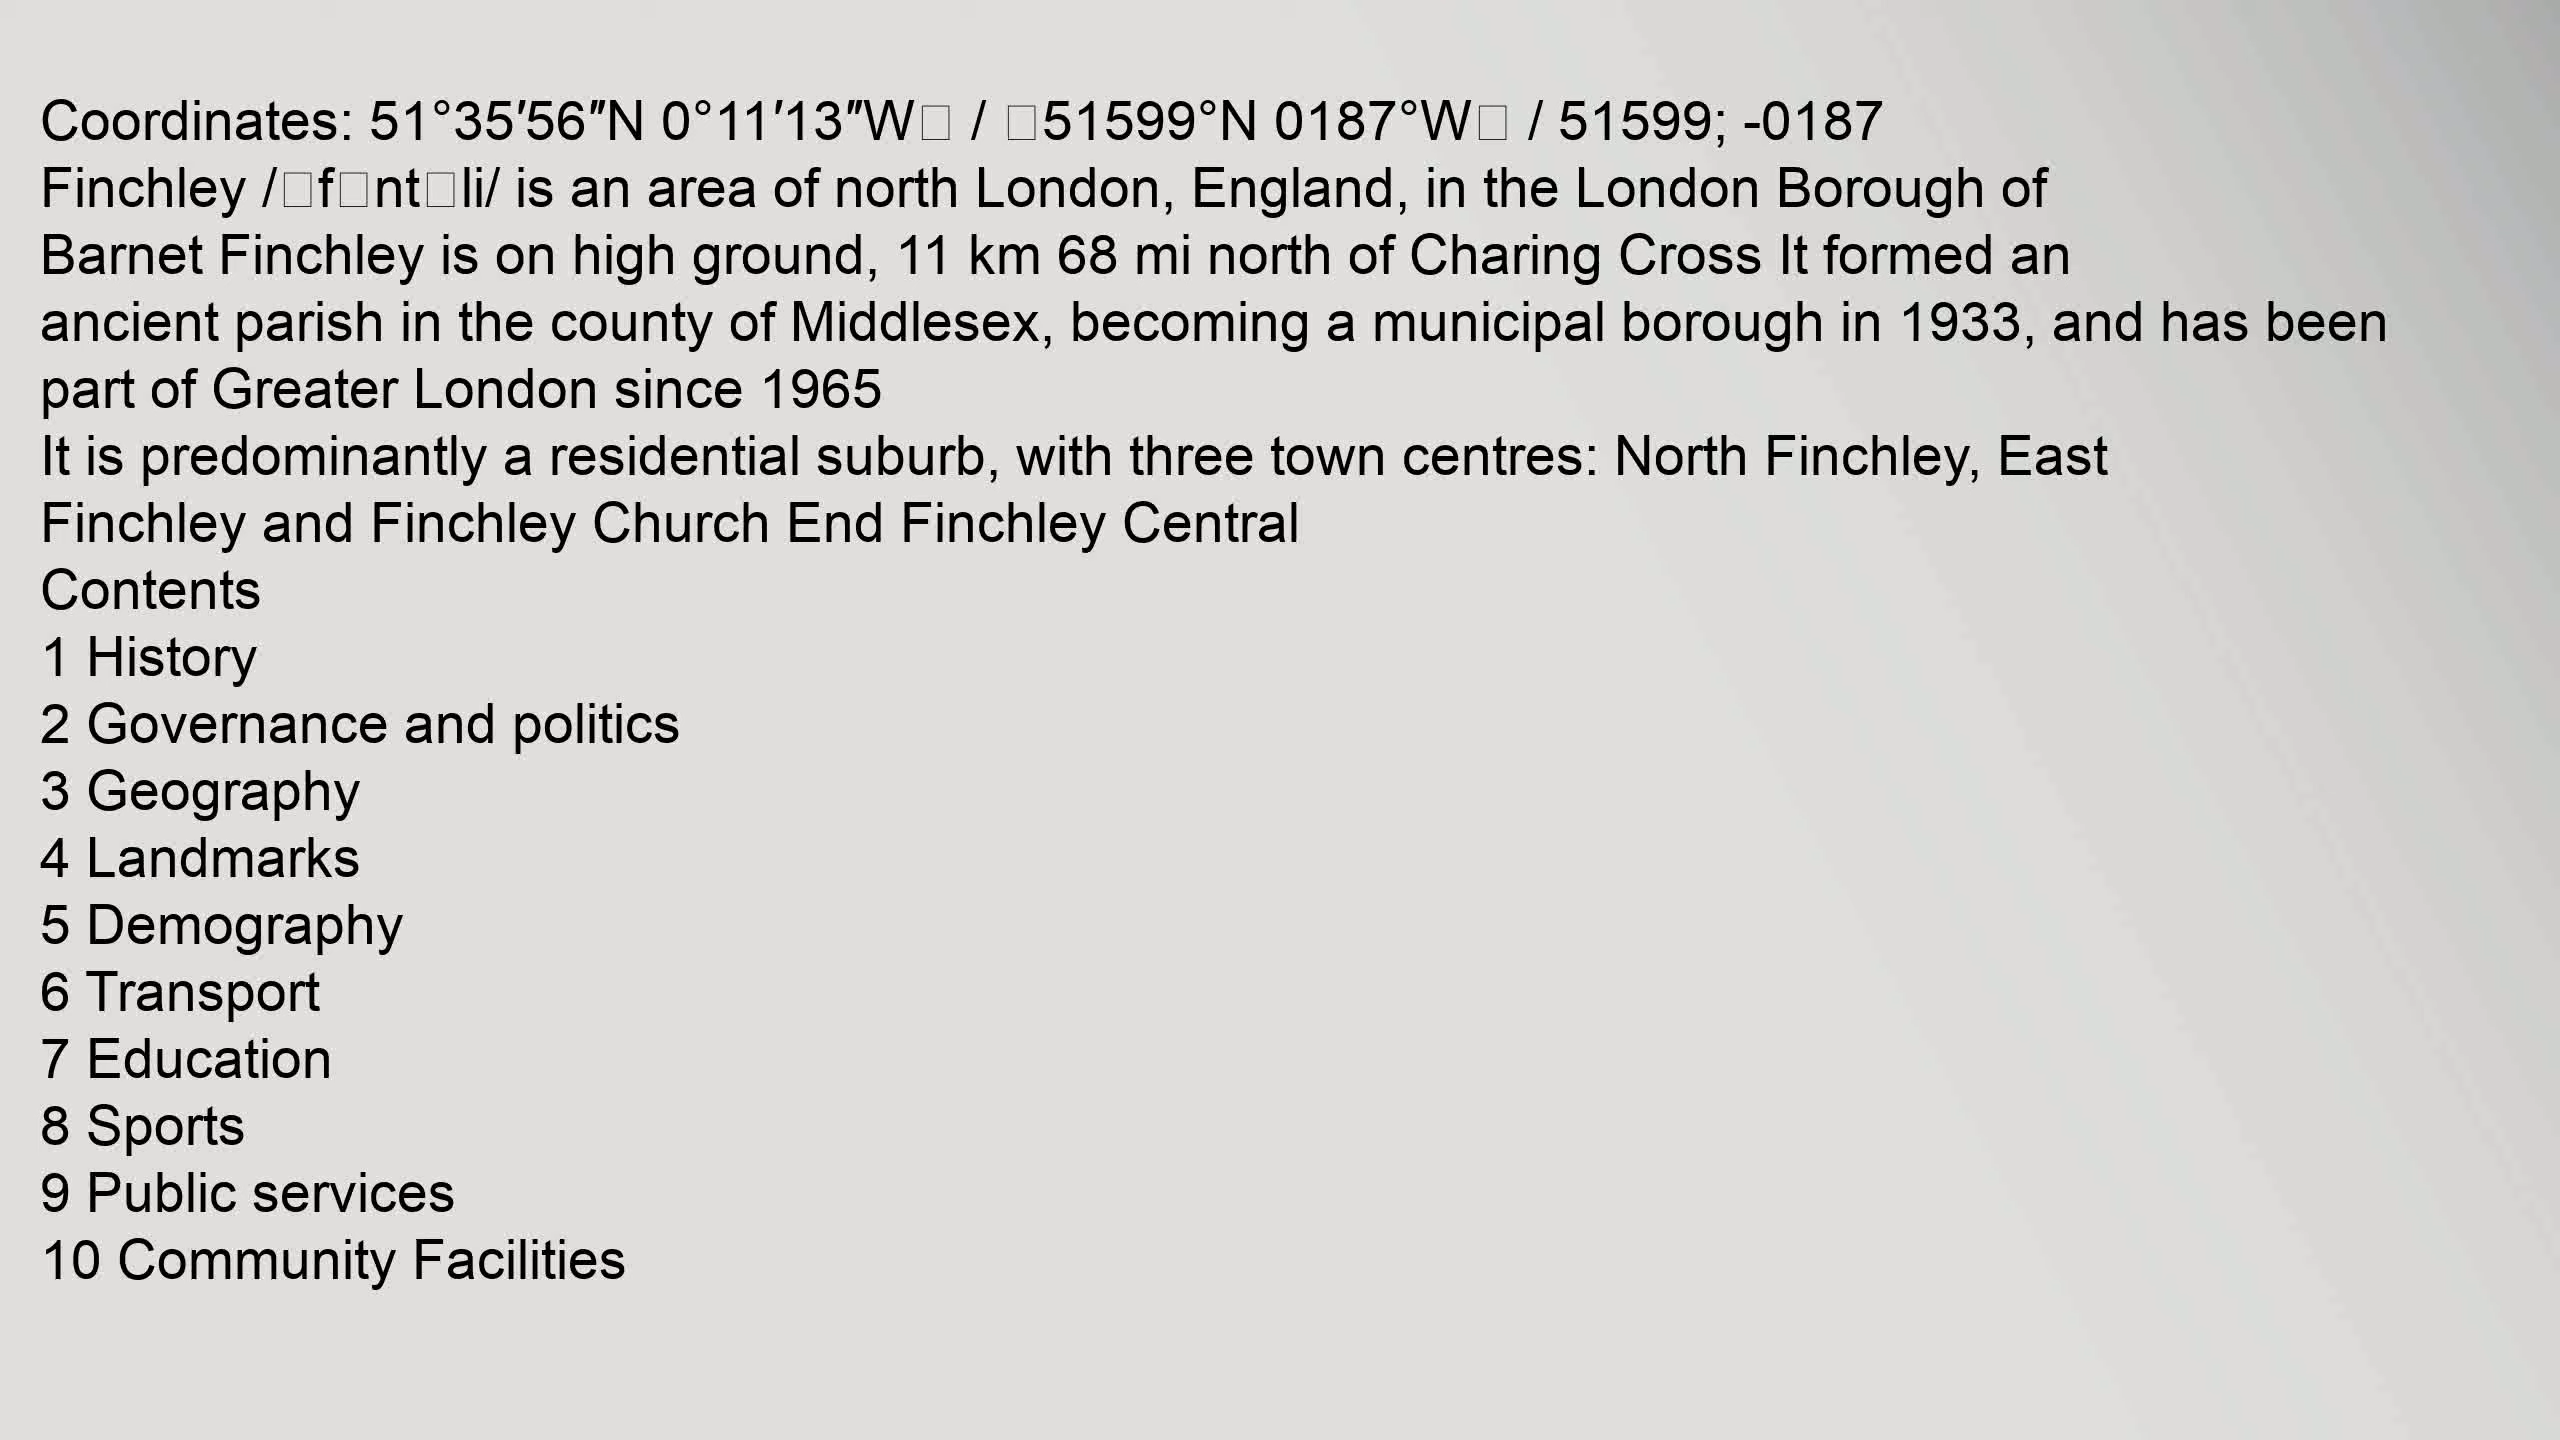 Coordinates: 51°35′56″N 0°11′13″W□ / □51599°N 0187°W□ / 51599; -0187
Finchley /□f□nt□li/ is an area of north London, England, in the London Borough of
Barnet Finchley is on high ground, 11 km 68 mi north of Charing Cross It formed an
ancient parish in the county of Middlesex, becoming a municipal borough in 1933, and has been
part of Greater London since 1965
It is predominantly a residential suburb, with three town centres: North Finchley, East
Finchley and Finchley Church End Finchley Central
Contents
1 History
2 Governance and politics
3 Geography
4 Landmarks
5 Demography
6 Transport
7 Education
8 Sports
9 Public services
10 Community Facilities